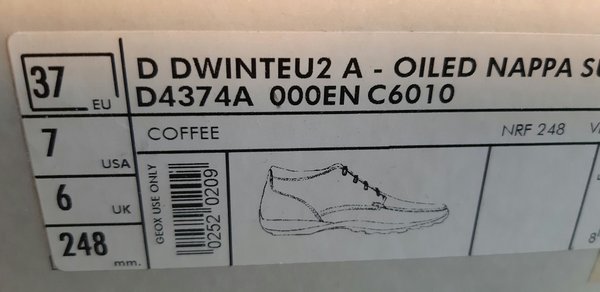 37 EU
D DWINTEU2 A - OILED NAPPA
D4374A 000EN C6010
7 USA
COFFEE
NRF 248
6 UK
GEOX USE ONLY
0252 0209
248 mm.